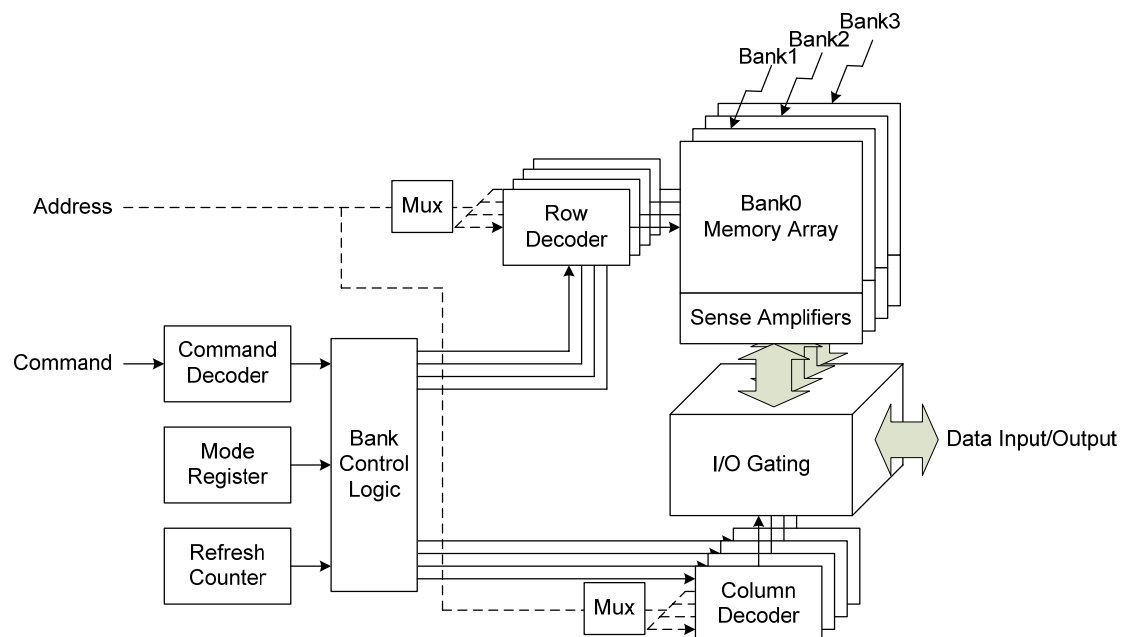 Bank3
Bank2
Bank1
Address
Mux
Row
Decoder
Bank0
Memory Array
Sense Amplifiers
Command
Command
Decoder
Mode
Register
Refresh
Counter
Bank
Control
Logic
I/O Gating
Data Input/Output
Mux
Column
Decoder